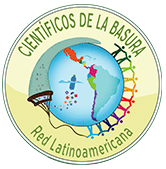 CIENTÍFICOS DE LA BASURA
Red Latinoamericana